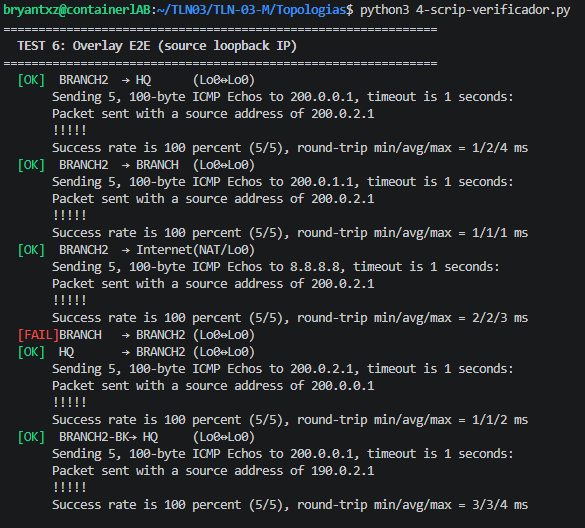 bryantxz@containerlAB:~/TLN03/TLN-03-M/Topologias$ python3 4-scrip-verificador.py
==============================================================
  TEST 6: Overlay E2E (source loopback IP)
==============================================================
  [OK]  BRANCH2  → HQ      (Lo0↔Lo0)
       Sending 5, 100-byte ICMP Echos to 200.0.0.1, timeout is 1 seconds:
       Packet sent with a source address of 200.0.2.1
       !!!!!
       Success rate is 100 percent (5/5), round-trip min/avg/max = 1/2/4 ms
  [OK]  BRANCH2  → BRANCH  (Lo0↔Lo0)
       Sending 5, 100-byte ICMP Echos to 200.0.1.1, timeout is 1 seconds:
       Packet sent with a source address of 200.0.2.1
       !!!!!
       Success rate is 100 percent (5/5), round-trip min/avg/max = 1/1/1 ms
  [OK]  BRANCH2  → Internet(NAT/Lo0)
       Sending 5, 100-byte ICMP Echos to 8.8.8.8, timeout is 1 seconds:
       Packet sent with a source address of 200.0.2.1
       !!!!!
       Success rate is 100 percent (5/5), round-trip min/avg/max = 2/2/3 ms
  [FAIL]BRANCH   → BRANCH2 (Lo0↔Lo0)
  [OK]  HQ       → BRANCH2 (Lo0↔Lo0)
       Sending 5, 100-byte ICMP Echos to 200.0.2.1, timeout is 1 seconds:
       Packet sent with a source address of 200.0.0.1
       !!!!!
       Success rate is 100 percent (5/5), round-trip min/avg/max = 1/1/2 ms
  [OK]  BRANCH2-BK→ HQ     (Lo0↔Lo0)
       Sending 5, 100-byte ICMP Echos to 200.0.0.1, timeout is 1 seconds:
       Packet sent with a source address of 190.0.2.1
       !!!!!
       Success rate is 100 percent (5/5), round-trip min/avg/max = 3/3/4 ms